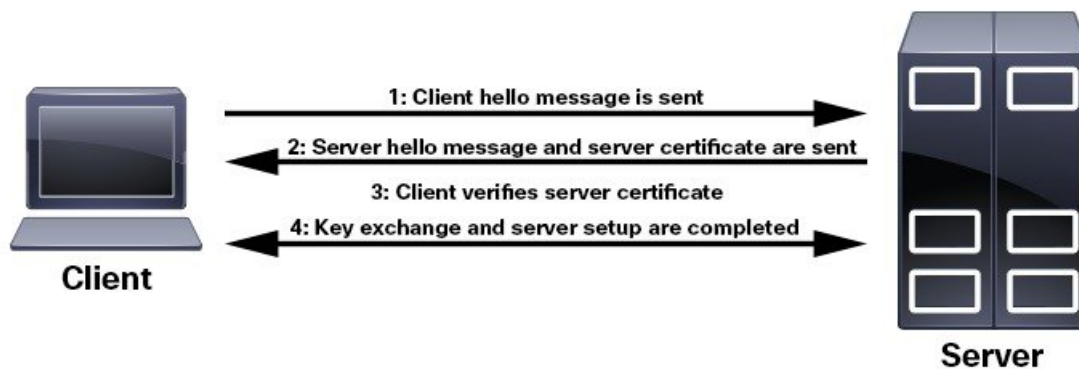 1: Client hello message is sent
2: Server hello message and server certificate are sent
3: Client verifies server certificate
4: Key exchange and server setup are completed
Client
Server